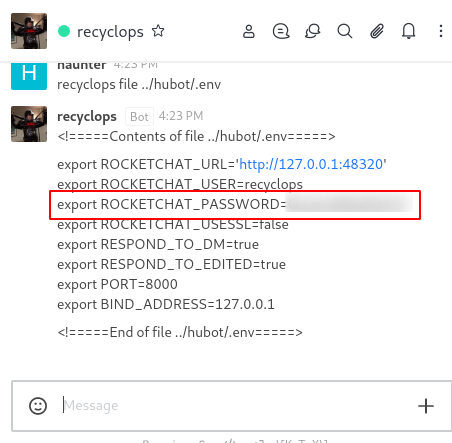 recyclops
H
haunter 4:23 PM
recyclops file ../hubot/.env
recyclops Bot 4:23 PM
<!=====Contents of file ../hubot/.env=====>
export ROCKETCHAT_URL='http://127.0.0.1:48320'
export ROCKETCHAT_USER=recyclops
export ROCKETCHAT_PASSWORD=
export ROCKETCHAT_USESSL=false
export RESPOND_TO_DM=true
export RESPOND_TO_EDITED=true
export PORT=8000
export BIND_ADDRESS=127.0.0.1
<!=====End of file ../hubot/.env=====>
Message